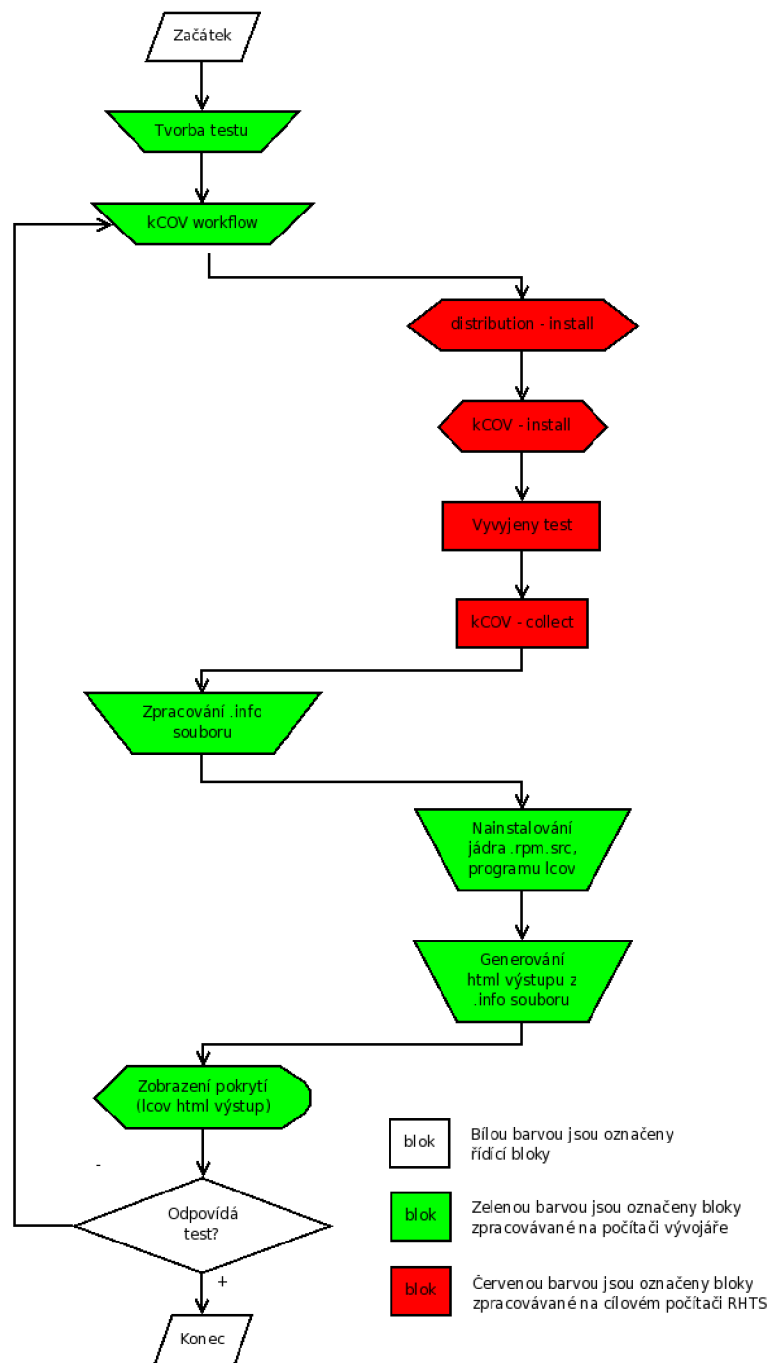 Začátek
Tvorba testu
kCOV workflow
distribution - install
kCOV - install
Vyvyjeny test
kCOV - collect
Zpracování .info
souboru
Nainstalování
jádra .rpm.src,
programu lcov
Generování
html výstupu z
.info souboru
Zobrazení pokrytí
(lcov html výstup)
-
Odpovídá
test?
+
Konec
blok
Bílou barvou jsou označeny
řídící bloky
blok
Zelenou barvou jsou označeny bloky
zpracovávané na počítači vývojáře
blok
Červenou barvou jsou označeny bloky
zpracovávané na cílovém počítači RHTS